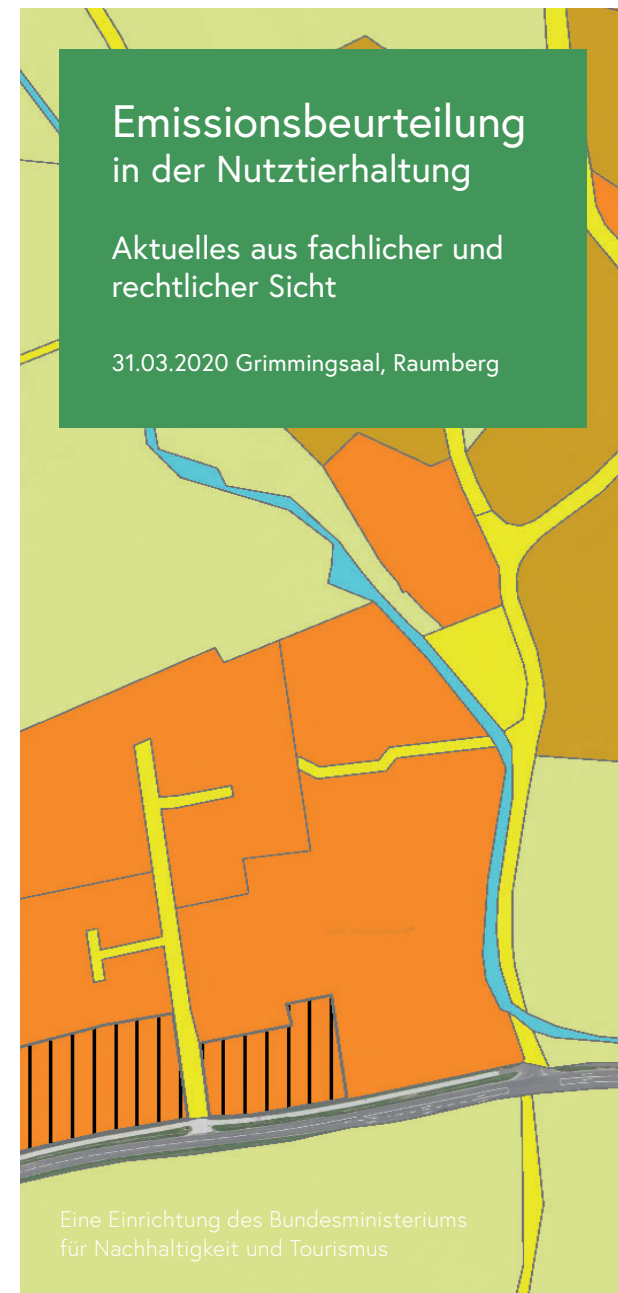 Emissionsbeurteilung
in der Nutztierhaltung
Aktuelles aus fachlicher und
rechtlicher Sicht
31.03.2020 Grimmingsaal, Raumberg
Eine Einrichtung des Bundesministeriums
für Nachhaltigkeit und Tourismus